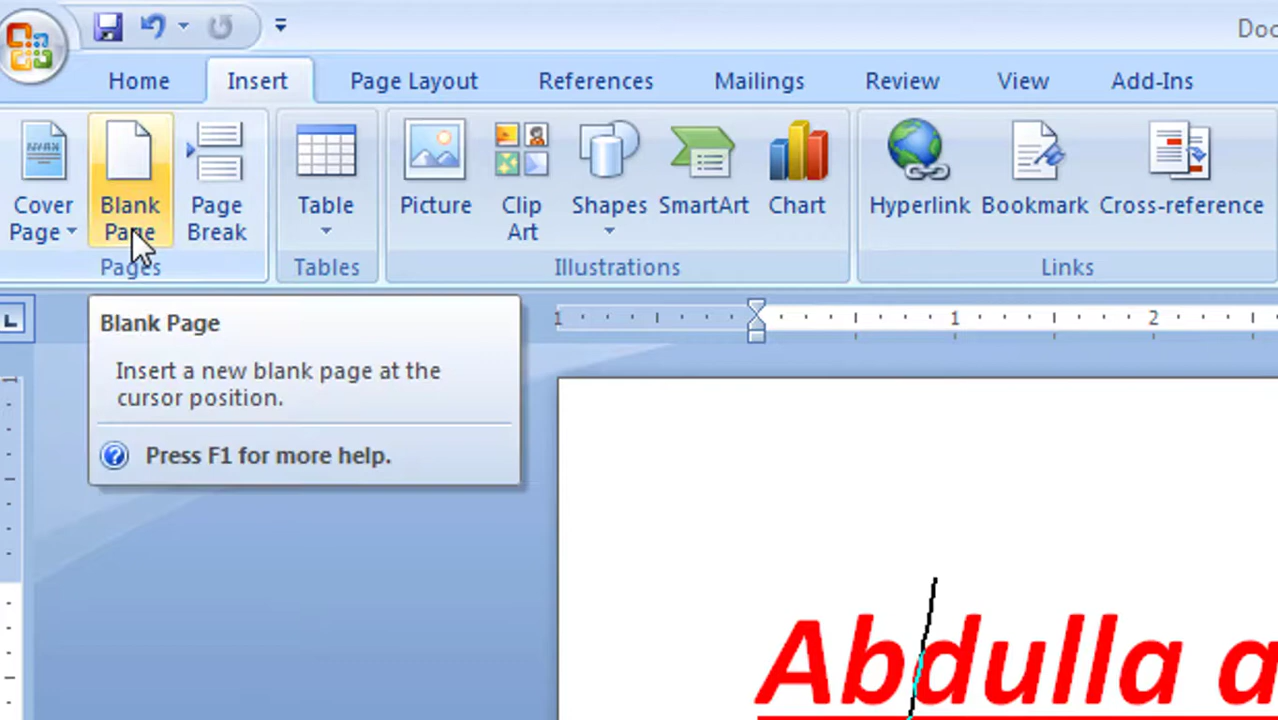 Doc
Home Insert Page Layout References Mailings Review View Add-Ins
Cover Page Blank Page Page Break Table Picture Clip Art Shapes SmartArt Chart Hyperlink Bookmark Cross-reference
Pages Tables Illustrations Links
Blank Page
Insert a new blank page at the
cursor position.
Press F1 for more help.
1 1 2
Abdulla a